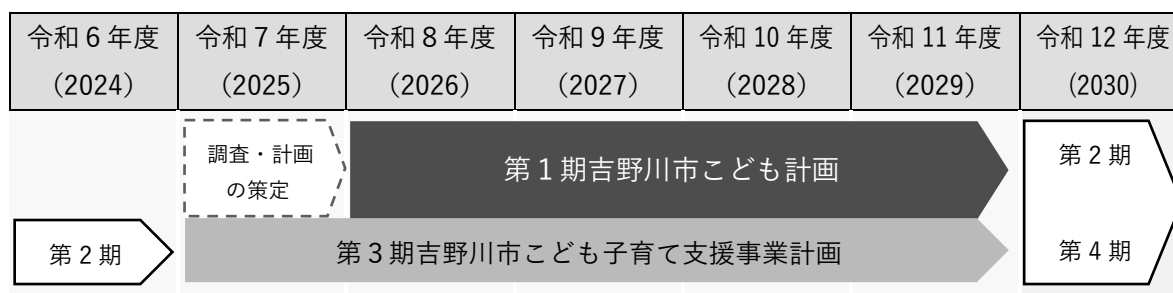 令和６年度 令和７年度 令和８年度 令和９年度 令和 10 年度 令和 11 年度 令和 12 年度
（2024） （2025） （2026） （2027） （2028） （2029） （2030）
調査・計画
の策定
第１期吉野川市こども計画
第２期
第２期
第３期吉野川市こども子育て支援事業計画
第４期